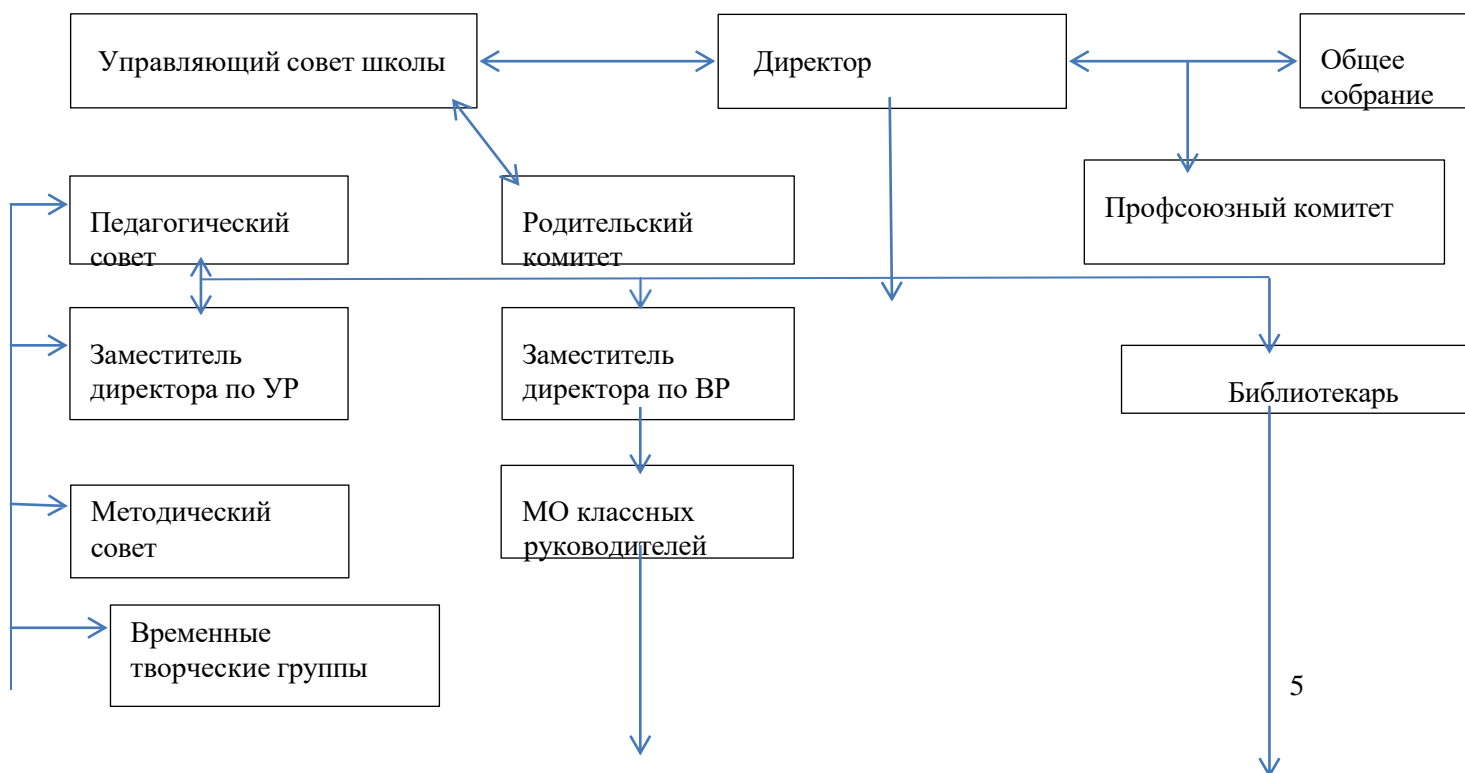 Управляющий совет школы
Директор
Общее
собрание
Педагогический
совет
Родительский
комитет
Профсоюзный комитет
Заместитель
директора по УР
Заместитель
директора по ВР
Библиотекарь
Методический
совет
МО классных
руководителей
Временные
творческие группы
5